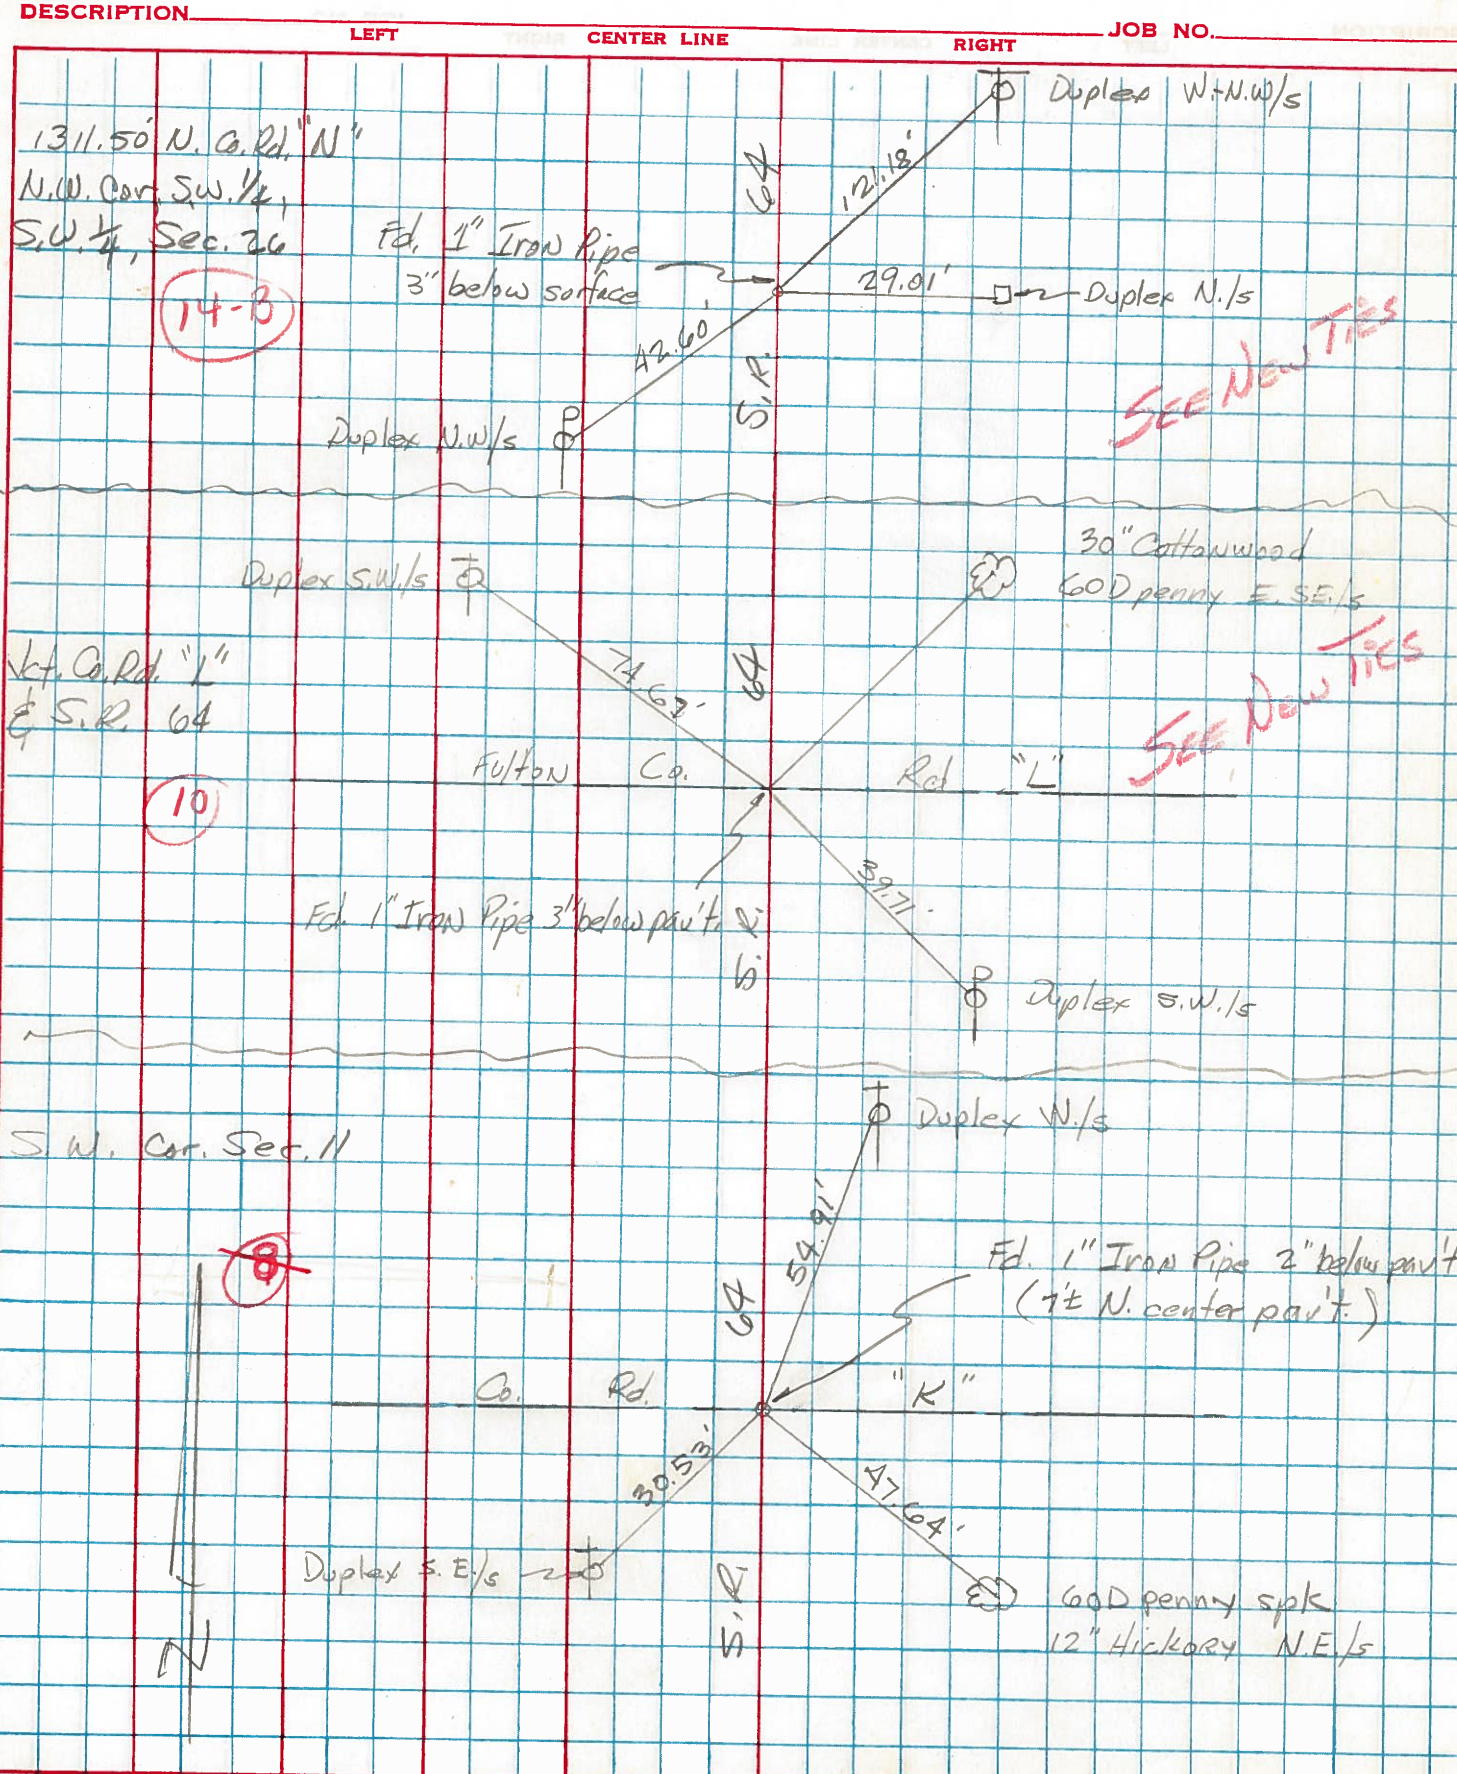 DESCRIPTION
LEFT
CENTER LINE
RIGHT
JOB NO.
Duplex W.-N.W/s
1311.50' N. Co. Rd. "N"
N.W. Cor. S.W. 1/4,
S.W. 1/4, Sec. 26
14-B
Fd. 1" Iron Pipe
3" below surface
64
121.18'
29.01'
Duplex N./s
42.60'
S.R.
Duplex N.W/s
SEE NEW TIES
30" Cottonwood
60D penny E. SE./s
Duplex S.W./s
Jct. Co. Rd. "L"
& S.R. 64
10
74.63'
64
Fulton Co. Rd "L"
SEE NEW TIES
39.71'
Fd. 1" Iron Pipe 3" below pav't.
S.R.
Duplex S.W./s
Duplex W./s
S.W. Cor. Sec. 11
8
54.91'
64
Fd. 1" Iron Pipe 2" below pav't
(7'± N. center pav't.)
Co. Rd. "K"
30.53'
47.64'
Duplex S.E./s
S.R.
60D penny spk
12" Hickory N.E./s
N